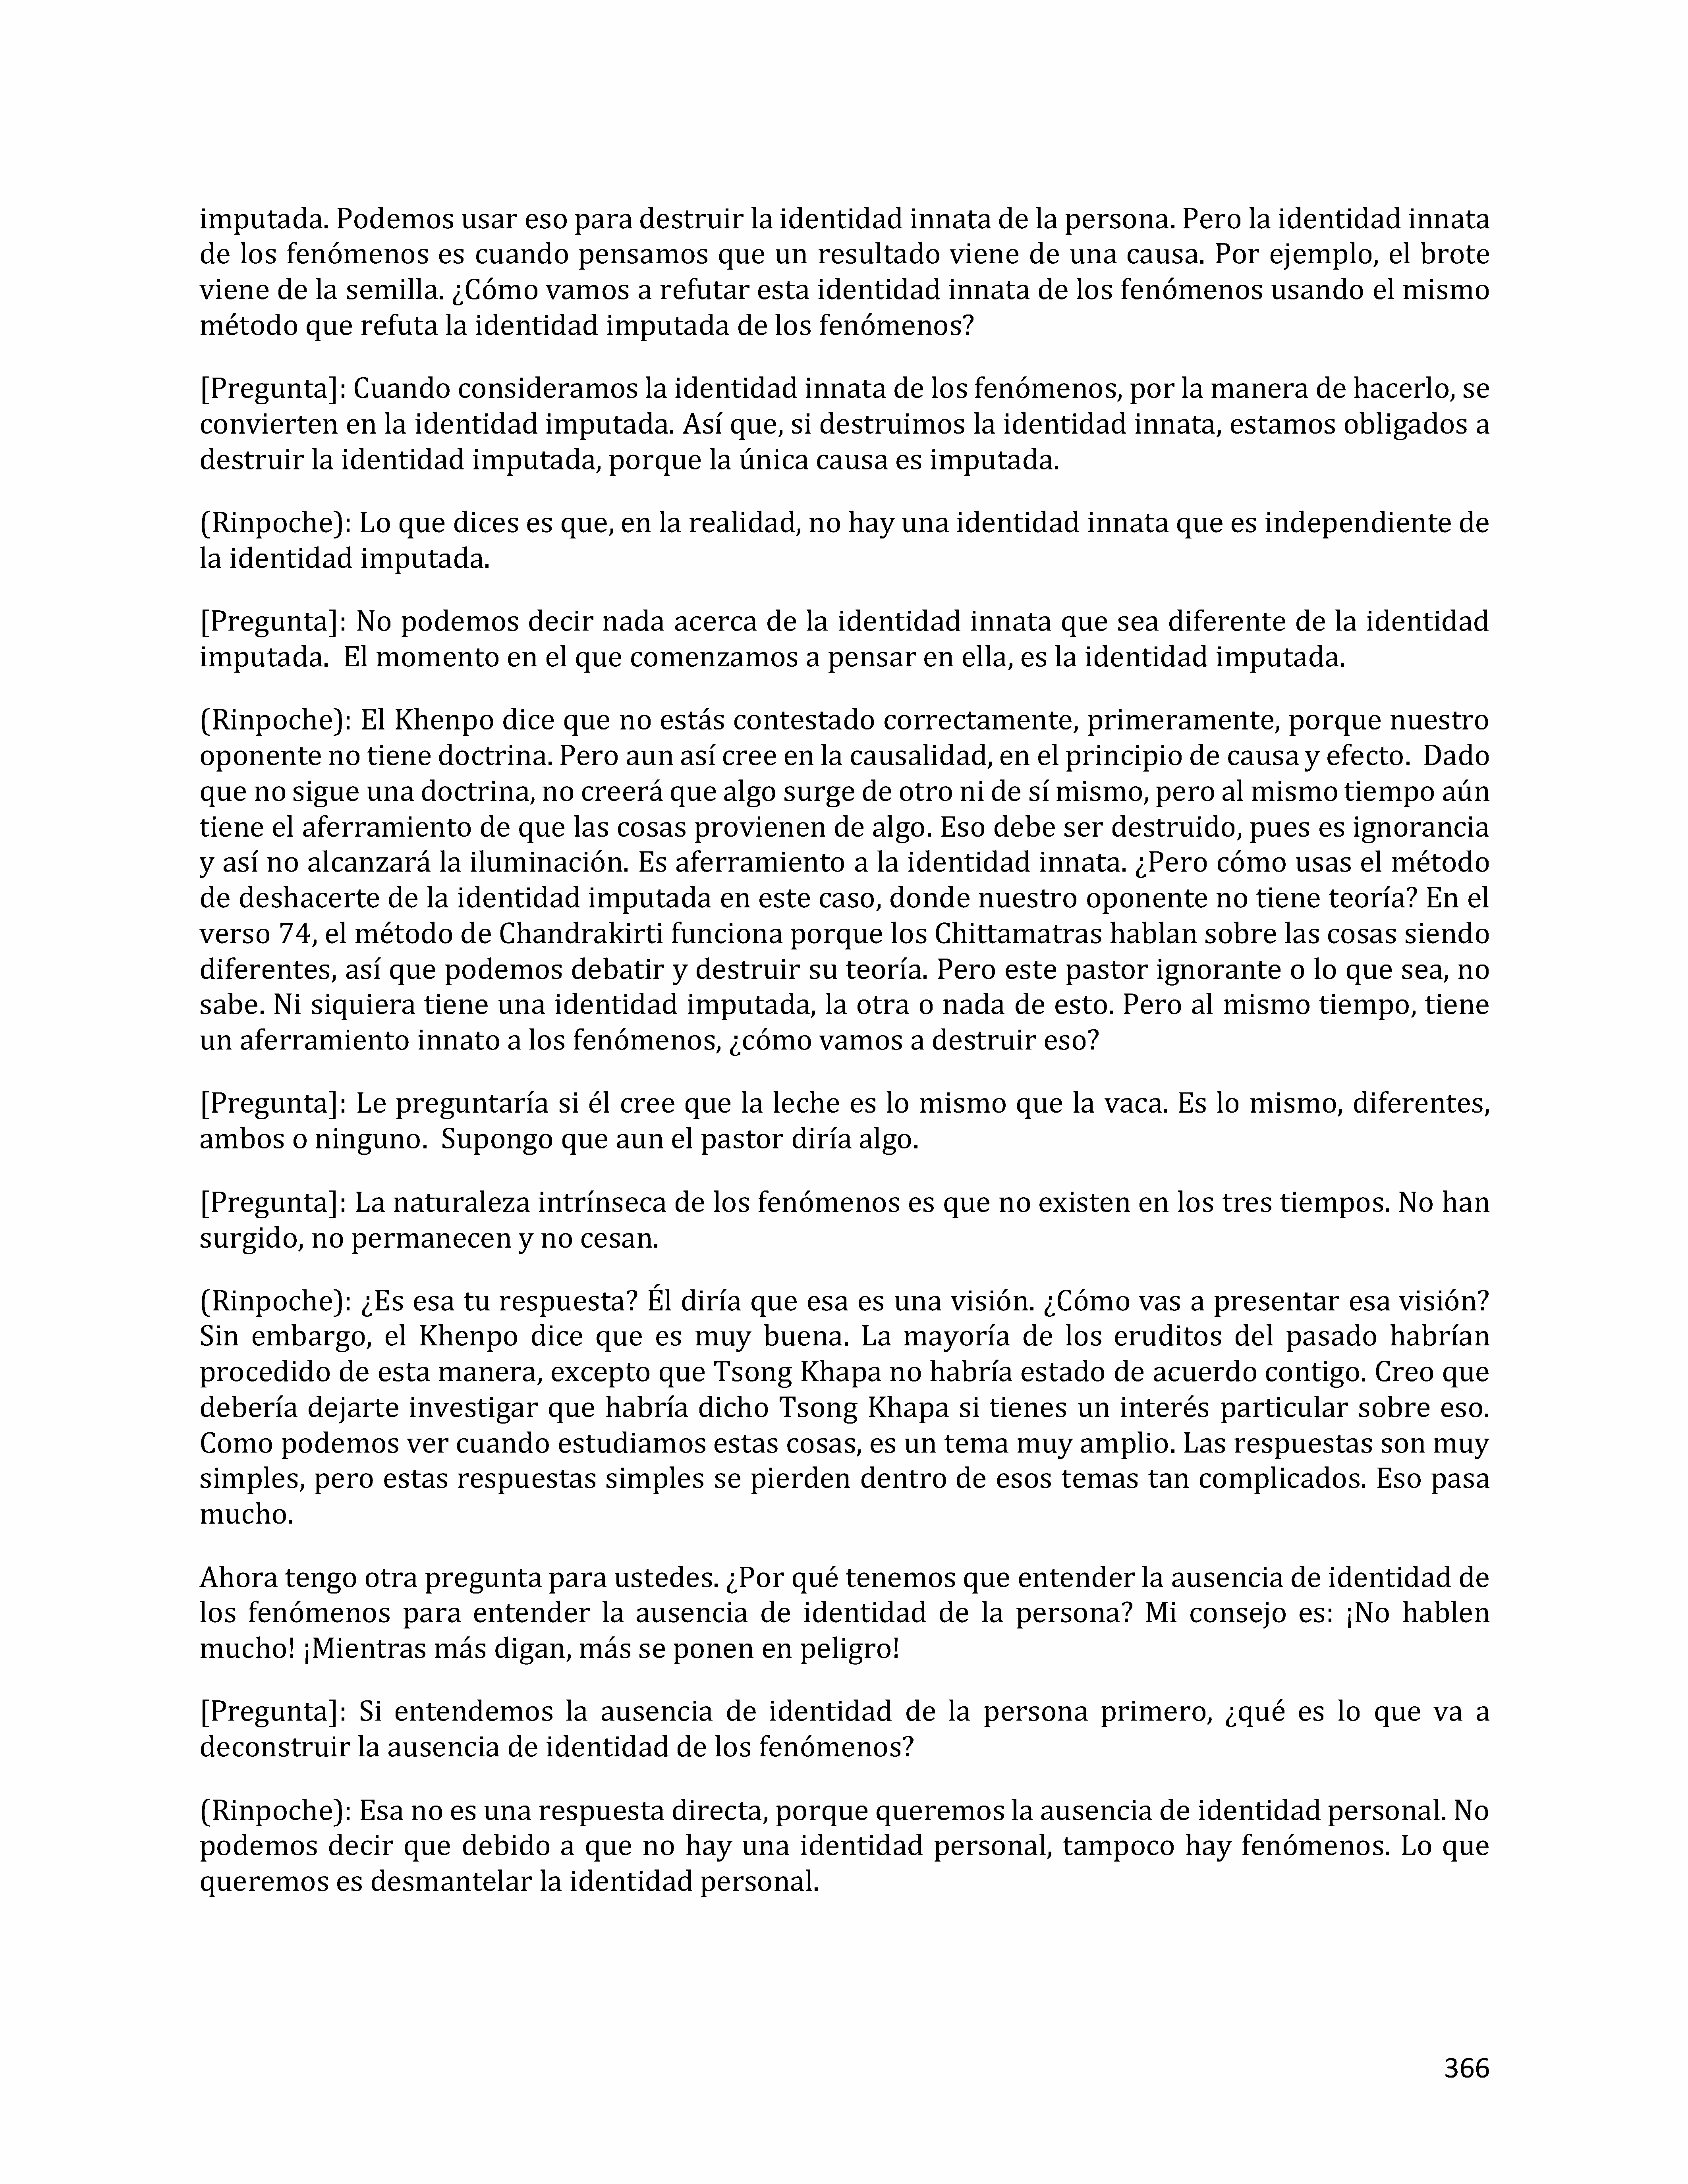 imputada. Podemos usar eso para destruir la identidad innata de la persona. Pero la identidad innata
de los fenómenos es cuando pensamos que un resultado viene de una causa. Por ejemplo, el brote
viene de la semilla. ¿Cómo vamos a refutar esta identidad innata de los fenómenos usando el mismo
método que refuta la identidad imputada de los fenómenos?
[Pregunta]: Cuando consideramos la identidad innata de los fenómenos, por la manera de hacerlo, se
convierten en la identidad imputada. Así que, si destruimos la identidad innata, estamos obligados a
destruir la identidad imputada, porque la única causa es imputada.
(Rinpoche): Lo que dices es que, en la realidad, no hay una identidad innata que es independiente de
la identidad imputada.
[Pregunta]: No podemos decir nada acerca de la identidad innata que sea diferente de la identidad
imputada.  El momento en el que comenzamos a pensar en ella, es la identidad imputada.
(Rinpoche): El Khenpo dice que no estás contestado correctamente, primeramente, porque nuestro
oponente no tiene doctrina. Pero aun así cree en la causalidad, en el principio de causa y efecto.  Dado
que no sigue una doctrina, no creerá que algo surge de otro ni de sí mismo, pero al mismo tiempo aún
tiene el aferramiento de que las cosas provienen de algo. Eso debe ser destruido, pues es ignorancia
y así no alcanzará la iluminación. Es aferramiento a la identidad innata. ¿Pero cómo usas el método
de deshacerte de la identidad imputada en este caso, donde nuestro oponente no tiene teoría? En el
verso 74, el método de Chandrakirti funciona porque los Chittamatras hablan sobre las cosas siendo
diferentes, así que podemos debatir y destruir su teoría. Pero este pastor ignorante o lo que sea, no
sabe. Ni siquiera tiene una identidad imputada, la otra o nada de esto. Pero al mismo tiempo, tiene
un aferramiento innato a los fenómenos, ¿cómo vamos a destruir eso?
[Pregunta]: Le preguntaría si él cree que la leche es lo mismo que la vaca. Es lo mismo, diferentes,
ambos o ninguno.  Supongo que aun el pastor diría algo.
[Pregunta]: La naturaleza intrínseca de los fenómenos es que no existen en los tres tiempos. No han
surgido, no permanecen y no cesan.
(Rinpoche): ¿Es esa tu respuesta? Él diría que esa es una visión. ¿Cómo vas a presentar esa visión?
Sin embargo, el Khenpo dice que es muy buena. La mayoría de los eruditos del pasado habrían
procedido de esta manera, excepto que Tsong Khapa no habría estado de acuerdo contigo. Creo que
debería dejarte investigar que habría dicho Tsong Khapa si tienes un interés particular sobre eso.
Como podemos ver cuando estudiamos estas cosas, es un tema muy amplio. Las respuestas son muy
simples, pero estas respuestas simples se pierden dentro de esos temas tan complicados. Eso pasa
mucho.
Ahora tengo otra pregunta para ustedes. ¿Por qué tenemos que entender la ausencia de identidad de
los fenómenos para entender la ausencia de identidad de la persona? Mi consejo es: ¡No hablen
mucho! ¡Mientras más digan, más se ponen en peligro!
[Pregunta]: Si entendemos la ausencia de identidad de la persona primero, ¿qué es lo que va a
deconstruir la ausencia de identidad de los fenómenos?
(Rinpoche): Esa no es una respuesta directa, porque queremos la ausencia de identidad personal. No
podemos decir que debido a que no hay una identidad personal, tampoco hay fenómenos. Lo que
queremos es desmantelar la identidad personal.
366